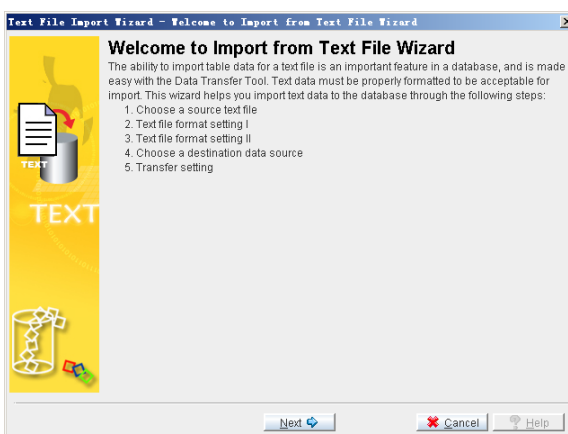 Text File Import Wizard - Welcome to Import from Text File Wizard
Welcome to Import from Text File Wizard
The ability to import table data for a text file is an important feature in a database, and is made
easy with the Data Transfer Tool. Text data must be properly formatted to be acceptable for
import. This wizard helps you import text data to the database through the following steps:
1. Choose a source text file
2. Text file format setting I
3. Text file format setting II
4. Choose a destination data source
5. Transfer setting
TEXT
TEXT
Next
Cancel
Help